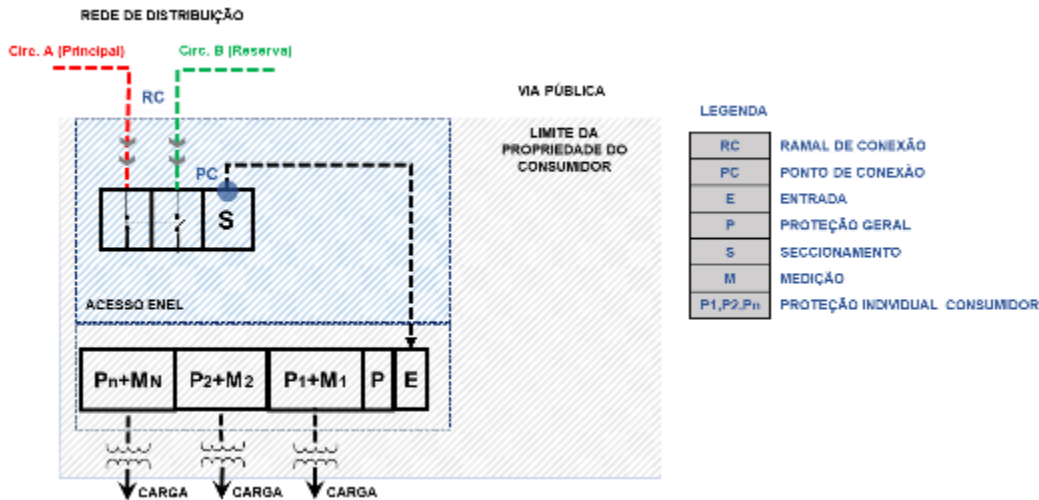 REDE DE DISTRIBUIÇÃO
Circ. A (Principal)
Circ. B (Reserva)
RC
VIA PÚBLICA
LIMITE DA
PROPRIEDADE DO
CONSUMIDOR
PC
S
ACESSO ENEL
Pn+MN
P2+M2
P1+M1
P
E
CARGA
CARGA
CARGA
LEGENDA
RC RAMAL DE CONEXÃO
PC PONTO DE CONEXÃO
E ENTRADA
P PROTEÇÃO GERAL
S SECCIONAMENTO
M MEDIÇÃO
P1,P2,Pn PROTEÇÃO INDIVIDUAL CONSUMIDOR